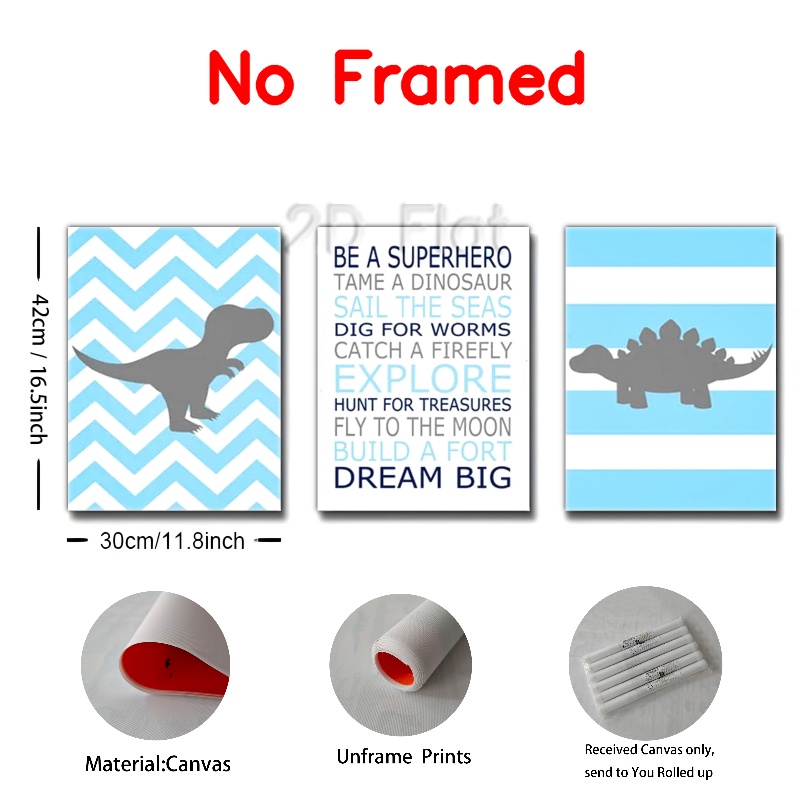 No Framed
2D Flat
42cm / 16.5inch
BE A SUPERHERO
TAME A DINOSAUR
SAIL THE SEAS
DIG FOR WORMS
CATCH A FIREFLY
EXPLORE
HUNT FOR TREASURES
FLY TO THE MOON
BUILD A FORT
DREAM BIG
30cm/11.8inch
Material:Canvas
Unframe Prints
Received Canvas only,
send to You Rolled up